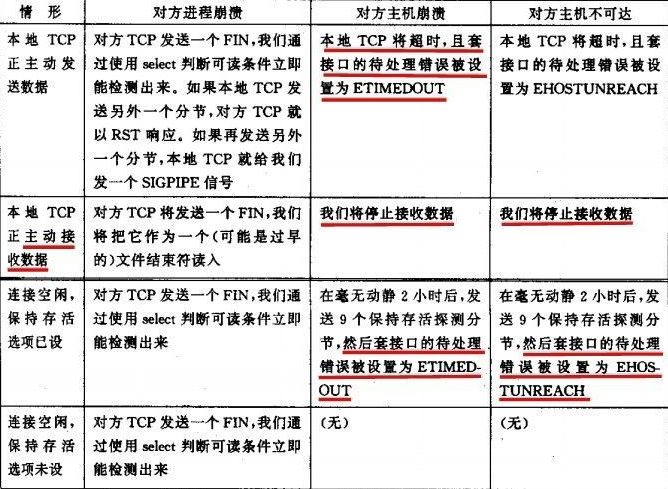 情形
对方进程崩溃
对方主机崩溃
对方主机不可达
本地 TCP
正主动发
送数据
对方 TCP 发送一个 FIN,我们通
过使用 select 判断可读条件立即
能检测出来。如果本地 TCP 发
送另外一个分节,对方 TCP 就
以 RST 响应。如果再发送另外
一个分节,本地 TCP 就给我们
发一个 SIGPIPE 信号
本地 TCP 将超时,且套
接口的待处理错误被设
置为 ETIMEDOUT
本地 TCP 将超时,且套
接口的待处理错误被设
置为 EHOSTUNREACH
本地 TCP
正主动接
收数据
对方 TCP 将发送一个 FIN,我们
将把它作为一个(可能是过早
的)文件结束符读入
我们将停止接收数据
我们将停止接收数据
连接空闲,
保持存活
选项已设
对方 TCP 发送一个 FIN,我们通
过使用 select 判断可读条件立即
能检测出来
在毫无动静 2 小时后,发
送 9 个保持存活探测分
节,然后套接口的待处理
错误被设置为 ETIMED-
OUT
在毫无动静 2 小时后,发
送 9 个保持存活探测分
节,然后套接口的待处理
错误被设置为 EHOS-
TUNREACH
连接空闲,
保持存活
选项未设
对方 TCP 发送一个 FIN,我们通
过使用 select 判断可读条件立即
能检测出来
(无)
(无)